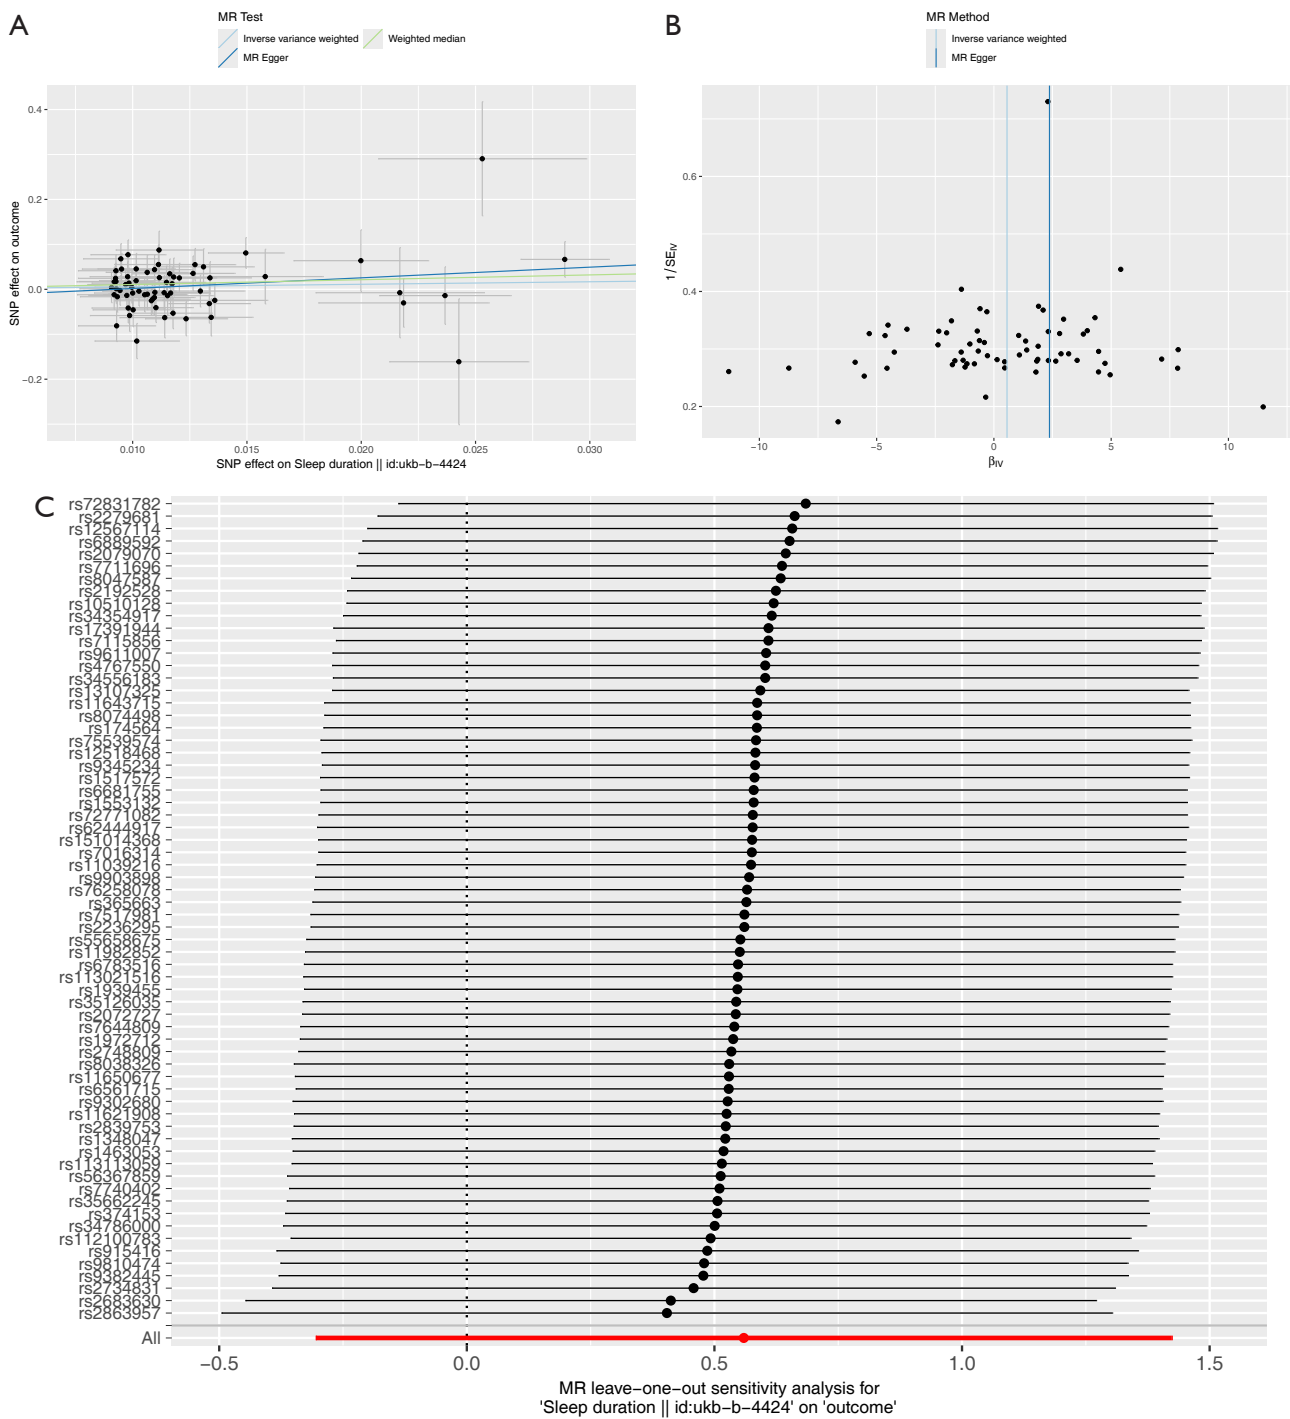 A
MR Test
Inverse variance weighted
Weighted median
MR Egger
0.4
0.2
0.0
−0.2
SNP effect on outcome
0.010
0.015
0.020
0.025
0.030
SNP effect on Sleep duration || id:ukb−b−4424
B
MR Method
Inverse variance weighted
MR Egger
0.6
0.4
0.2
1/SEIV
−10
−5
0
5
10
βIV
C
rs72831782
rs2279681
rs12567114
rs6889592
rs2079070
rs7711696
rs8047587
rs2192528
rs10510128
rs34354917
rs17391944
rs7115856
rs9611007
rs4767550
rs34556183
rs13107325
rs11643715
rs8074498
rs174564
rs75539574
rs12518468
rs9345234
rs1517572
rs6681755
rs1553132
rs72771082
rs62444917
rs151014368
rs7016314
rs11039216
rs9903898
rs76258078
rs365663
rs7517981
rs2236295
rs55658675
rs11982852
rs6783516
rs113021516
rs1939455
rs35126035
rs2072727
rs7644809
rs1972712
rs2748809
rs8038326
rs11650677
rs6561715
rs9302680
rs11621908
rs2839753
rs1348047
rs1463053
rs113113059
rs56367859
rs7740402
rs35662245
rs374153
rs34786000
rs112100783
rs915416
rs9810474
rs9382445
rs2734831
rs2683630
rs2863957
All
−0.5
0.0
0.5
1.0
1.5
MR leave−one−out sensitivity analysis for
'Sleep duration || id:ukb−b−4424' on 'outcome'